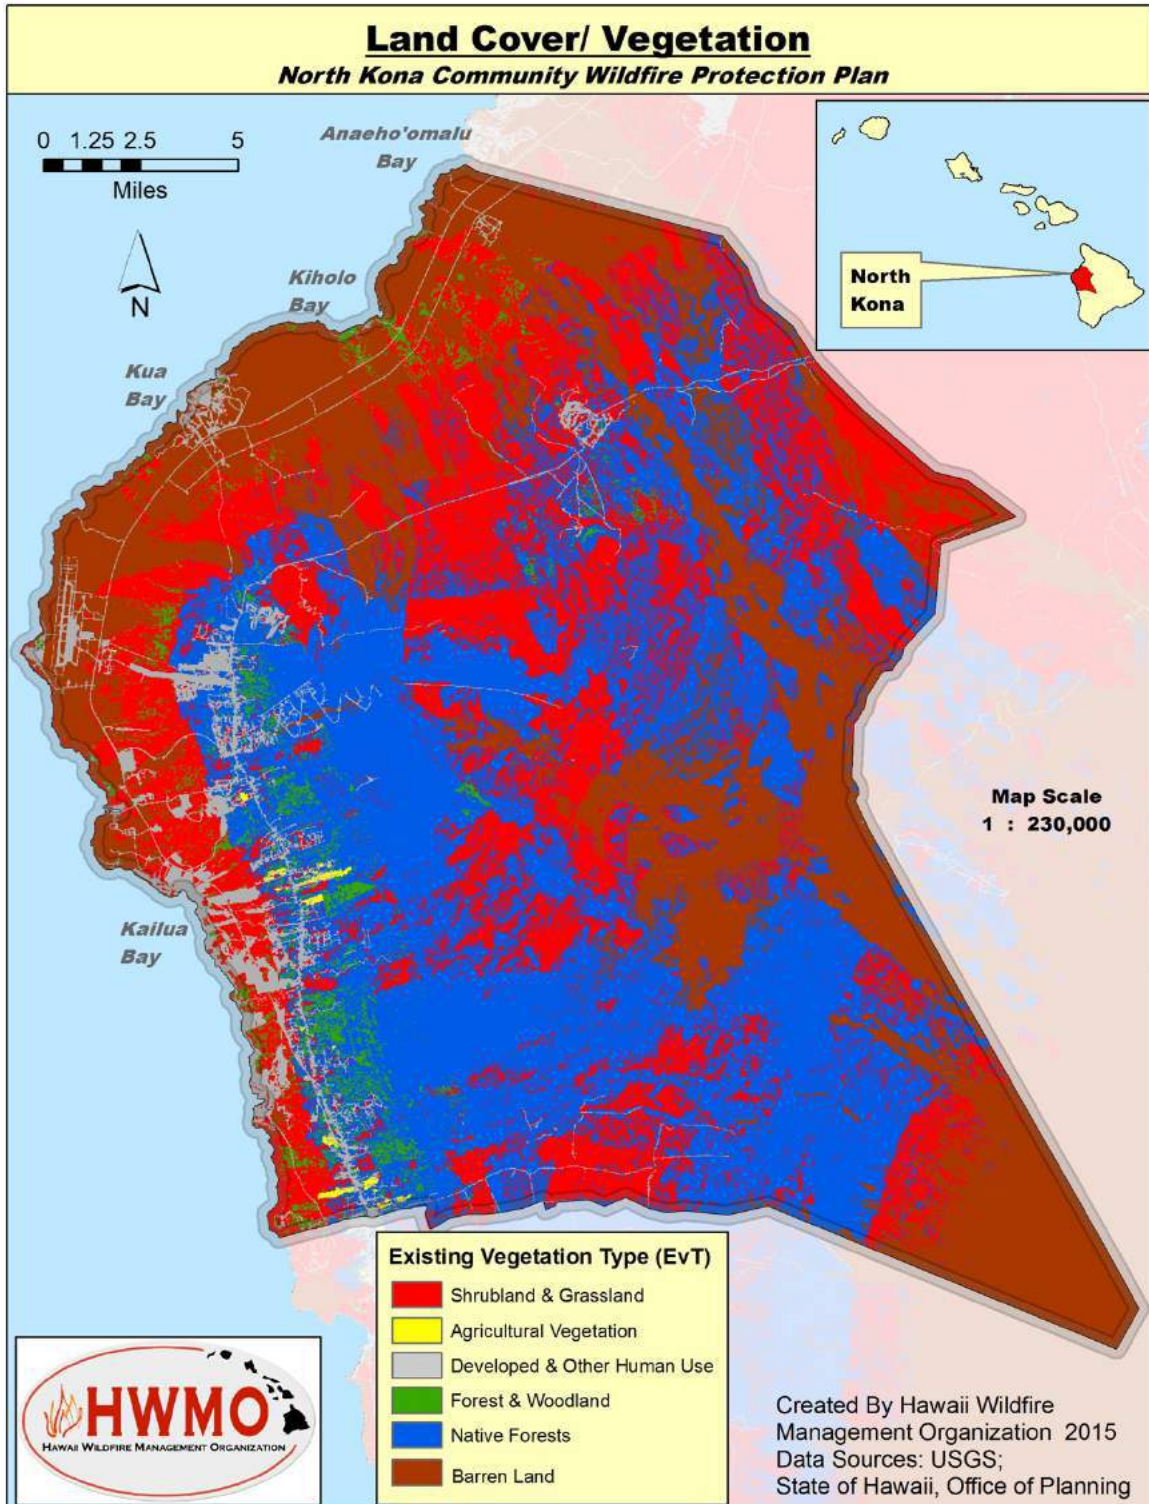 Land Cover/ Vegetation
North Kona Community Wildfire Protection Plan
0 1.25 2.5 5
Miles
N
Anaeho'omalu
Bay
Kiholo
Bay
Kua
Bay
Kailua
Bay
North
Kona
Map Scale
1 : 230,000
Existing Vegetation Type (EvT)
Shrubland & Grassland
Agricultural Vegetation
Developed & Other Human Use
Forest & Woodland
Native Forests
Barren Land
HWMO
HAWAII WILDFIRE MANAGEMENT ORGANIZATION
Created By Hawaii Wildfire
Management Organization 2015
Data Sources: USGS;
State of Hawaii, Office of Planning